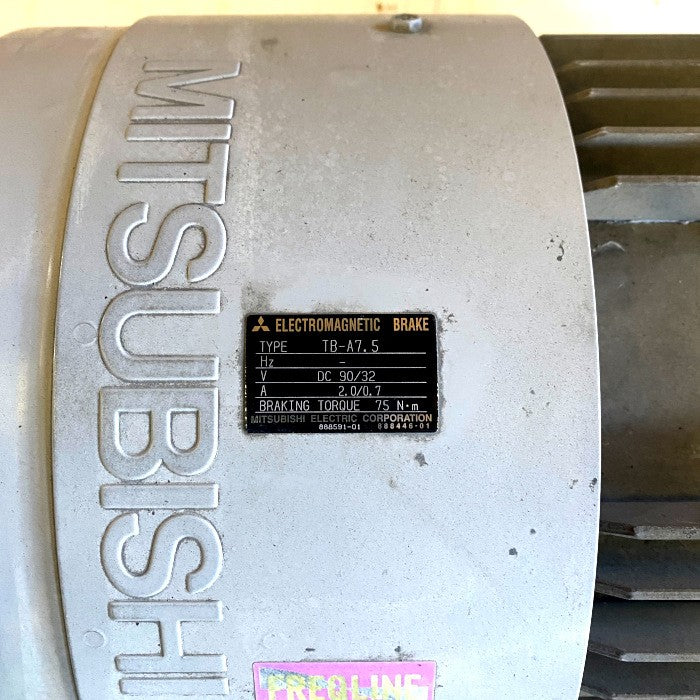 MITSUBISHI
ELECTROMAGNETIC BRAKE
TYPE TB-A7.5
Hz -
V DC 90/32
A 2.0/0.7
BRAKING TORQUE 75 N·m
MITSUBISHI ELECTRIC CORPORATION
888591-01 888446-01
FREQLINE